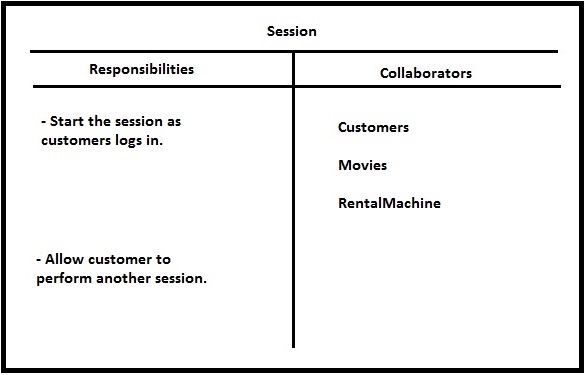 Session
Responsibilities
Collaborators
- Start the session as
customers logs in.
Customers
Movies
RentalMachine
- Allow customer to
perform another session.